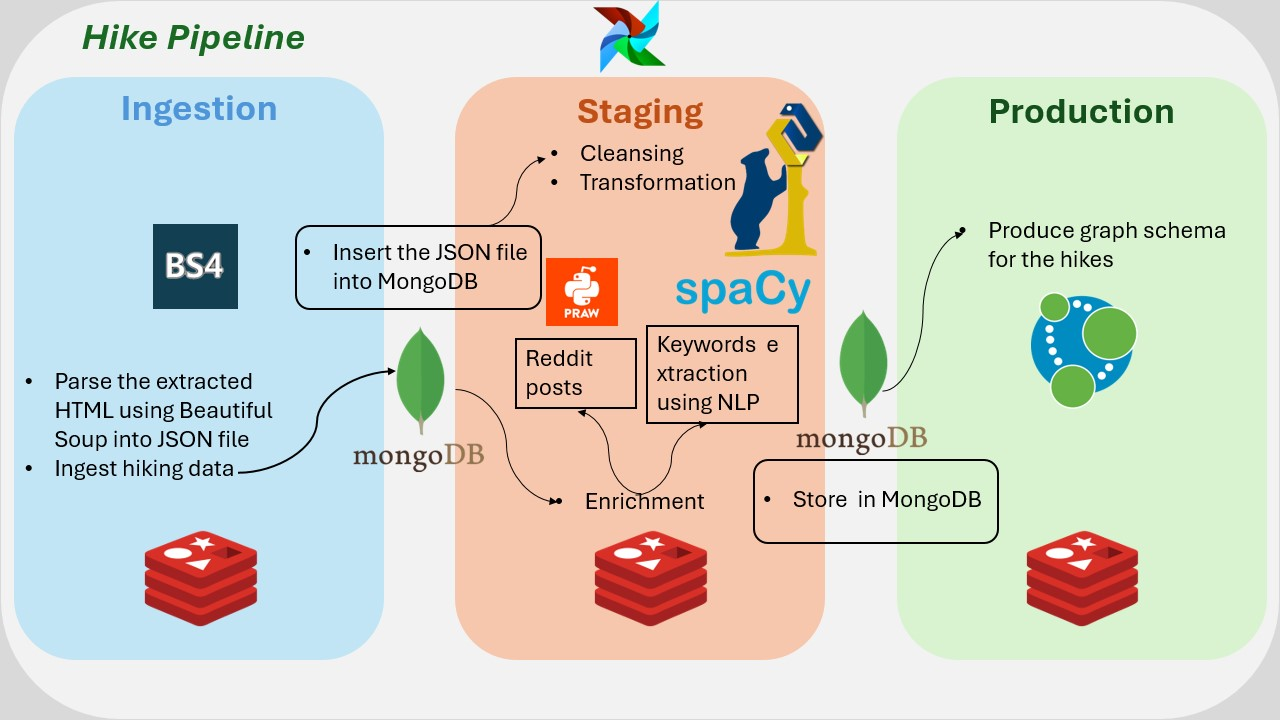 Hike Pipeline
Ingestion
BS4
• Parse the extracted
HTML using Beautiful
Soup into JSON file
• Ingest hiking data
• Insert the JSON file
into MongoDB
mongoDB
Staging
• Cleansing
• Transformation
PRAW
spaCy
Reddit
posts
Keywords e
xtraction
using NLP
• Enrichment
mongoDB
• Store in MongoDB
Production
• Produce graph schema
for the hikes